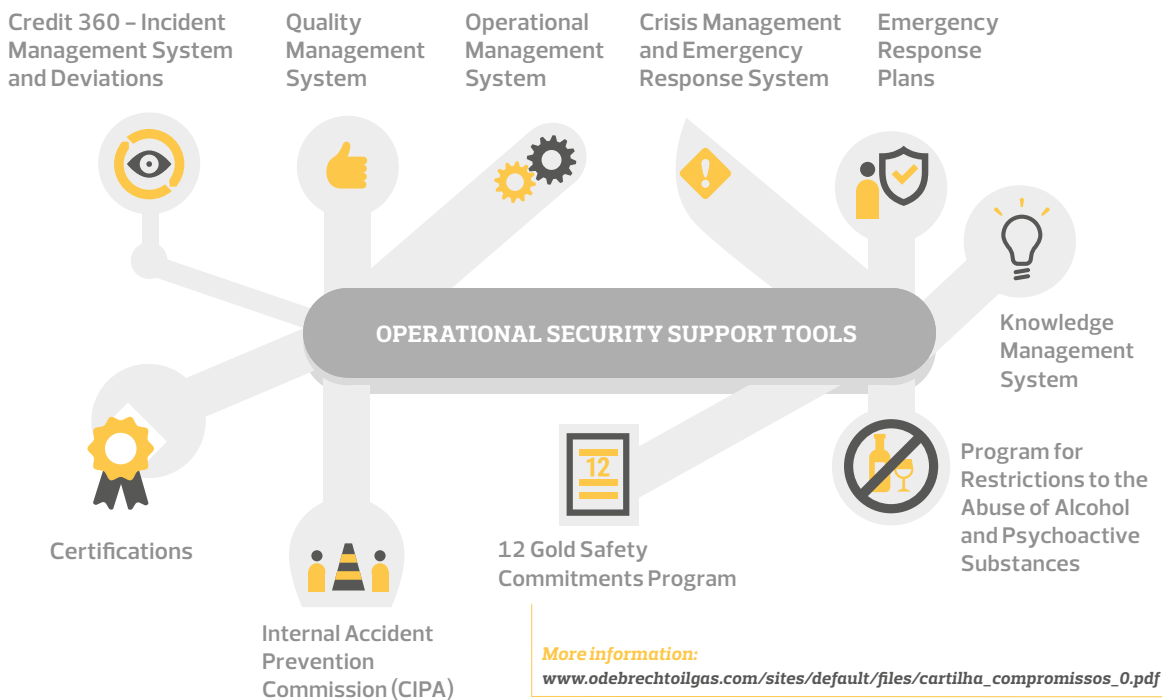 Credit 360 – Incident
Management System
and Deviations
Quality
Management
System
Operational
Management
System
Crisis Management
and Emergency
Response System
Emergency
Response
Plans
OPERATIONAL SECURITY SUPPORT TOOLS
Knowledge
Management
System
Certifications
Internal Accident
Prevention
Commission (CIPA)
12
12 Gold Safety
Commitments Program
Program for
Restrictions to the
Abuse of Alcohol
and Psychoactive
Substances
More information:
www.odebrechtoilgas.com/sites/default/files/cartilha_compromissos_0.pdf